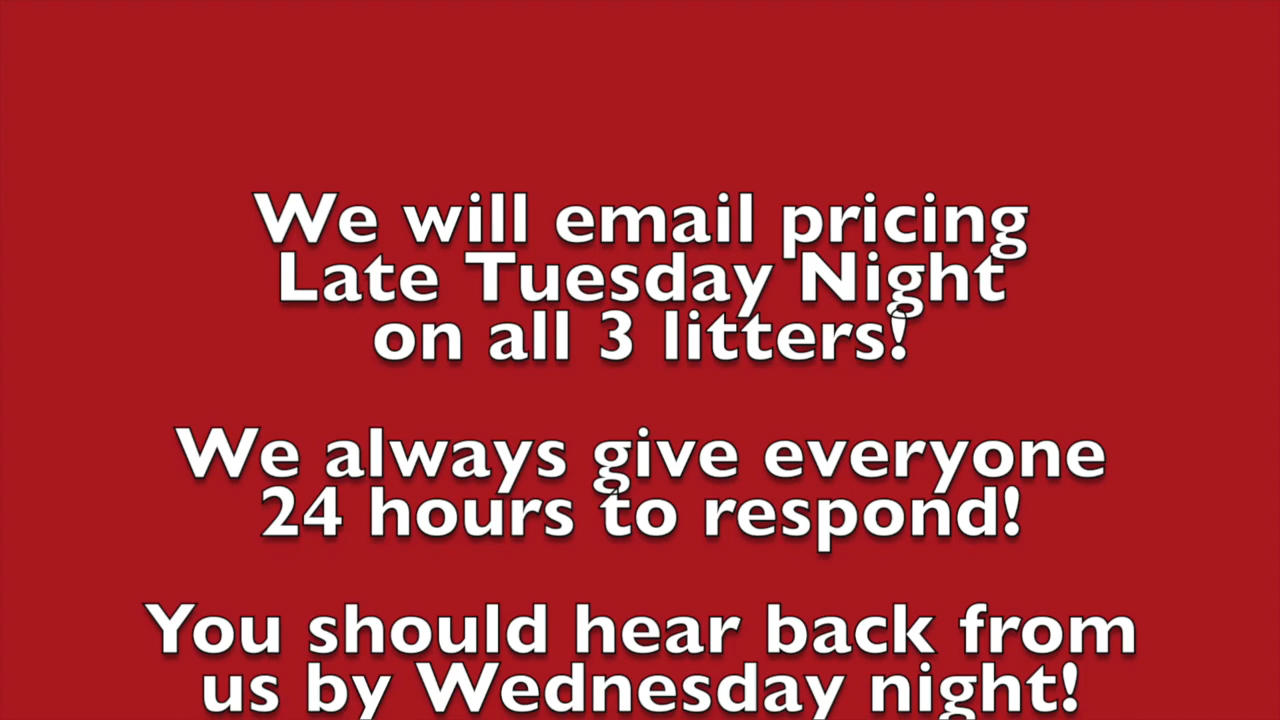 We will email pricing
Late Tuesday Night
on all 3 litters!
We always give everyone
24 hours to respond!
You should hear back from
us by Wednesday night!